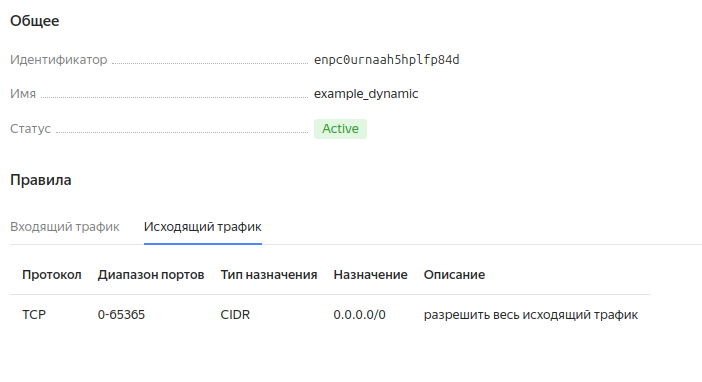 Общее
Идентификатор enpc0urnaah5hplfp84d
Имя example_dynamic
Статус Active
Правила
Входящий трафик Исходящий трафик
Протокол Диапазон портов Тип назначения Назначение Описание
TCP 0-65365 CIDR 0.0.0.0/0 разрешить весь исходящий трафик